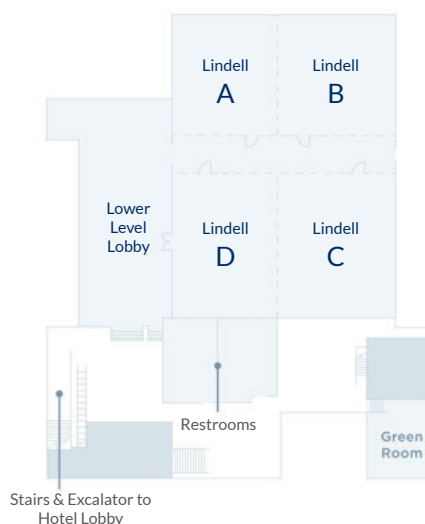 Lindell
A
Lindell
B
Lower
Level
Lobby
Lindell
D
Lindell
C
Restrooms
Green
Room
Stairs & Excalator to
Hotel Lobby